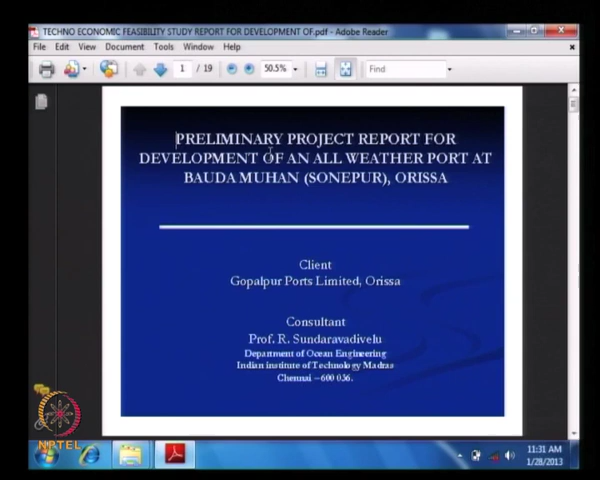 TECHNO ECONOMIC FEASIBILITY STUDY REPORT FOR DEVELOPMENT OF.pdf - Adobe Reader
File Edit View Document Tools Window Help
1 / 19 50.5% Find
PRELIMINARY PROJECT REPORT FOR
DEVELOPMENT OF AN ALL WEATHER PORT AT
BAUDA MUHAN (SONEPUR), ORISSA
Client
Gopalpur Ports Limited, Orissa
Consultant
Prof. R. Sundaravadivelu
Department of Ocean Engineering
Indian institute of Technology Madras
Chennai – 600 036.
NPTEL
11:31 AM
1/28/2013